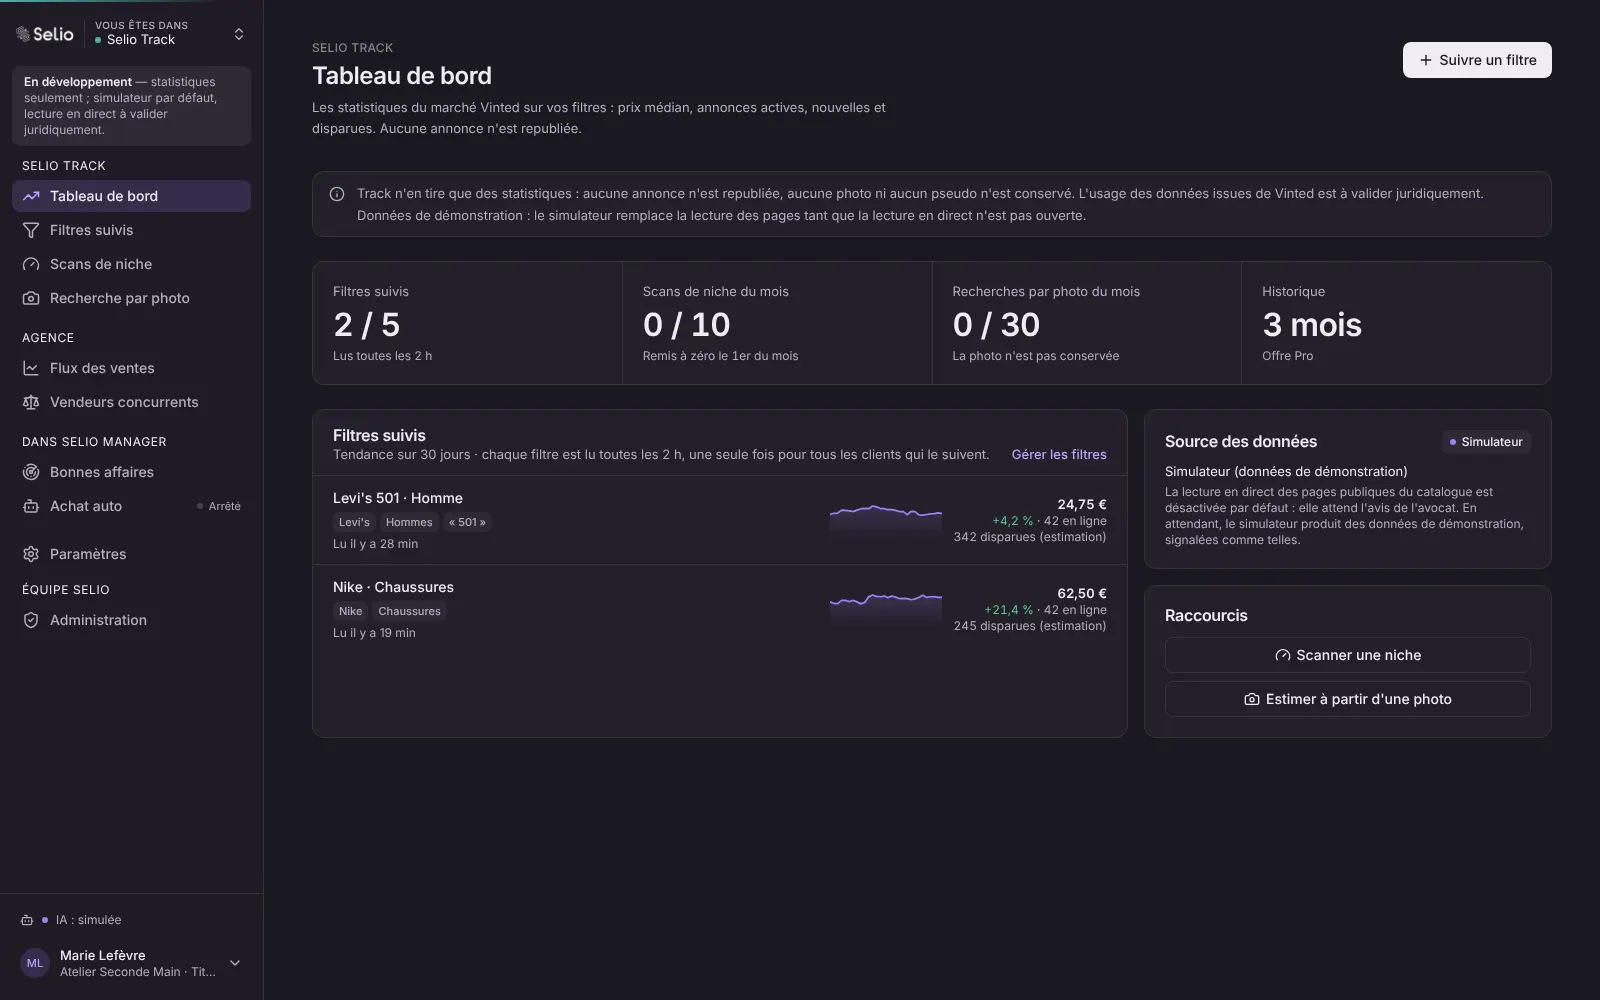 Selio
VOUS ÊTES DANS
Selio Track
En développement — statistiques
seulement ; simulateur par défaut,
lecture en direct à valider
juridiquement.
SELIO TRACK
Tableau de bord
Filtres suivis
Scans de niche
Recherche par photo
AGENCE
Flux des ventes
Vendeurs concurrents
DANS SELIO MANAGER
Bonnes affaires
Achat auto
Arrêté
Paramètres
ÉQUIPE SELIO
Administration
IA : simulée
ML
Marie Lefèvre
Atelier Seconde Main · Tit...
SELIO TRACK
Tableau de bord
Les statistiques du marché Vinted sur vos filtres : prix médian, annonces actives, nouvelles et
disparues. Aucune annonce n'est republiée.
+ Suivre un filtre
Track n'en tire que des statistiques : aucune annonce n'est republiée, aucune photo ni aucun pseudo n'est conservé. L'usage des données issues de Vinted est à valider juridiquement.
Données de démonstration : le simulateur remplace la lecture des pages tant que la lecture en direct n'est pas ouverte.
Filtres suivis
2 / 5
Lus toutes les 2 h
Scans de niche du mois
0 / 10
Remis à zéro le 1er du mois
Recherches par photo du mois
0 / 30
La photo n'est pas conservée
Historique
3 mois
Offre Pro
Filtres suivis
Tendance sur 30 jours · chaque filtre est lu toutes les 2 h, une seule fois pour tous les clients qui le suivent.
Gérer les filtres
Levi's 501 · Homme
Levi's Hommes « 501 »
Lu il y a 28 min
24,75 €
+4,2 % · 42 en ligne
342 disparues (estimation)
Nike · Chaussures
Nike Chaussures
Lu il y a 19 min
62,50 €
+21,4 % · 42 en ligne
245 disparues (estimation)
Source des données
Simulateur
Simulateur (données de démonstration)
La lecture en direct des pages publiques du catalogue est
désactivée par défaut : elle attend l'avis de l'avocat. En
attendant, le simulateur produit des données de démonstration,
signalées comme telles.
Raccourcis
Scanner une niche
Estimer à partir d'une photo